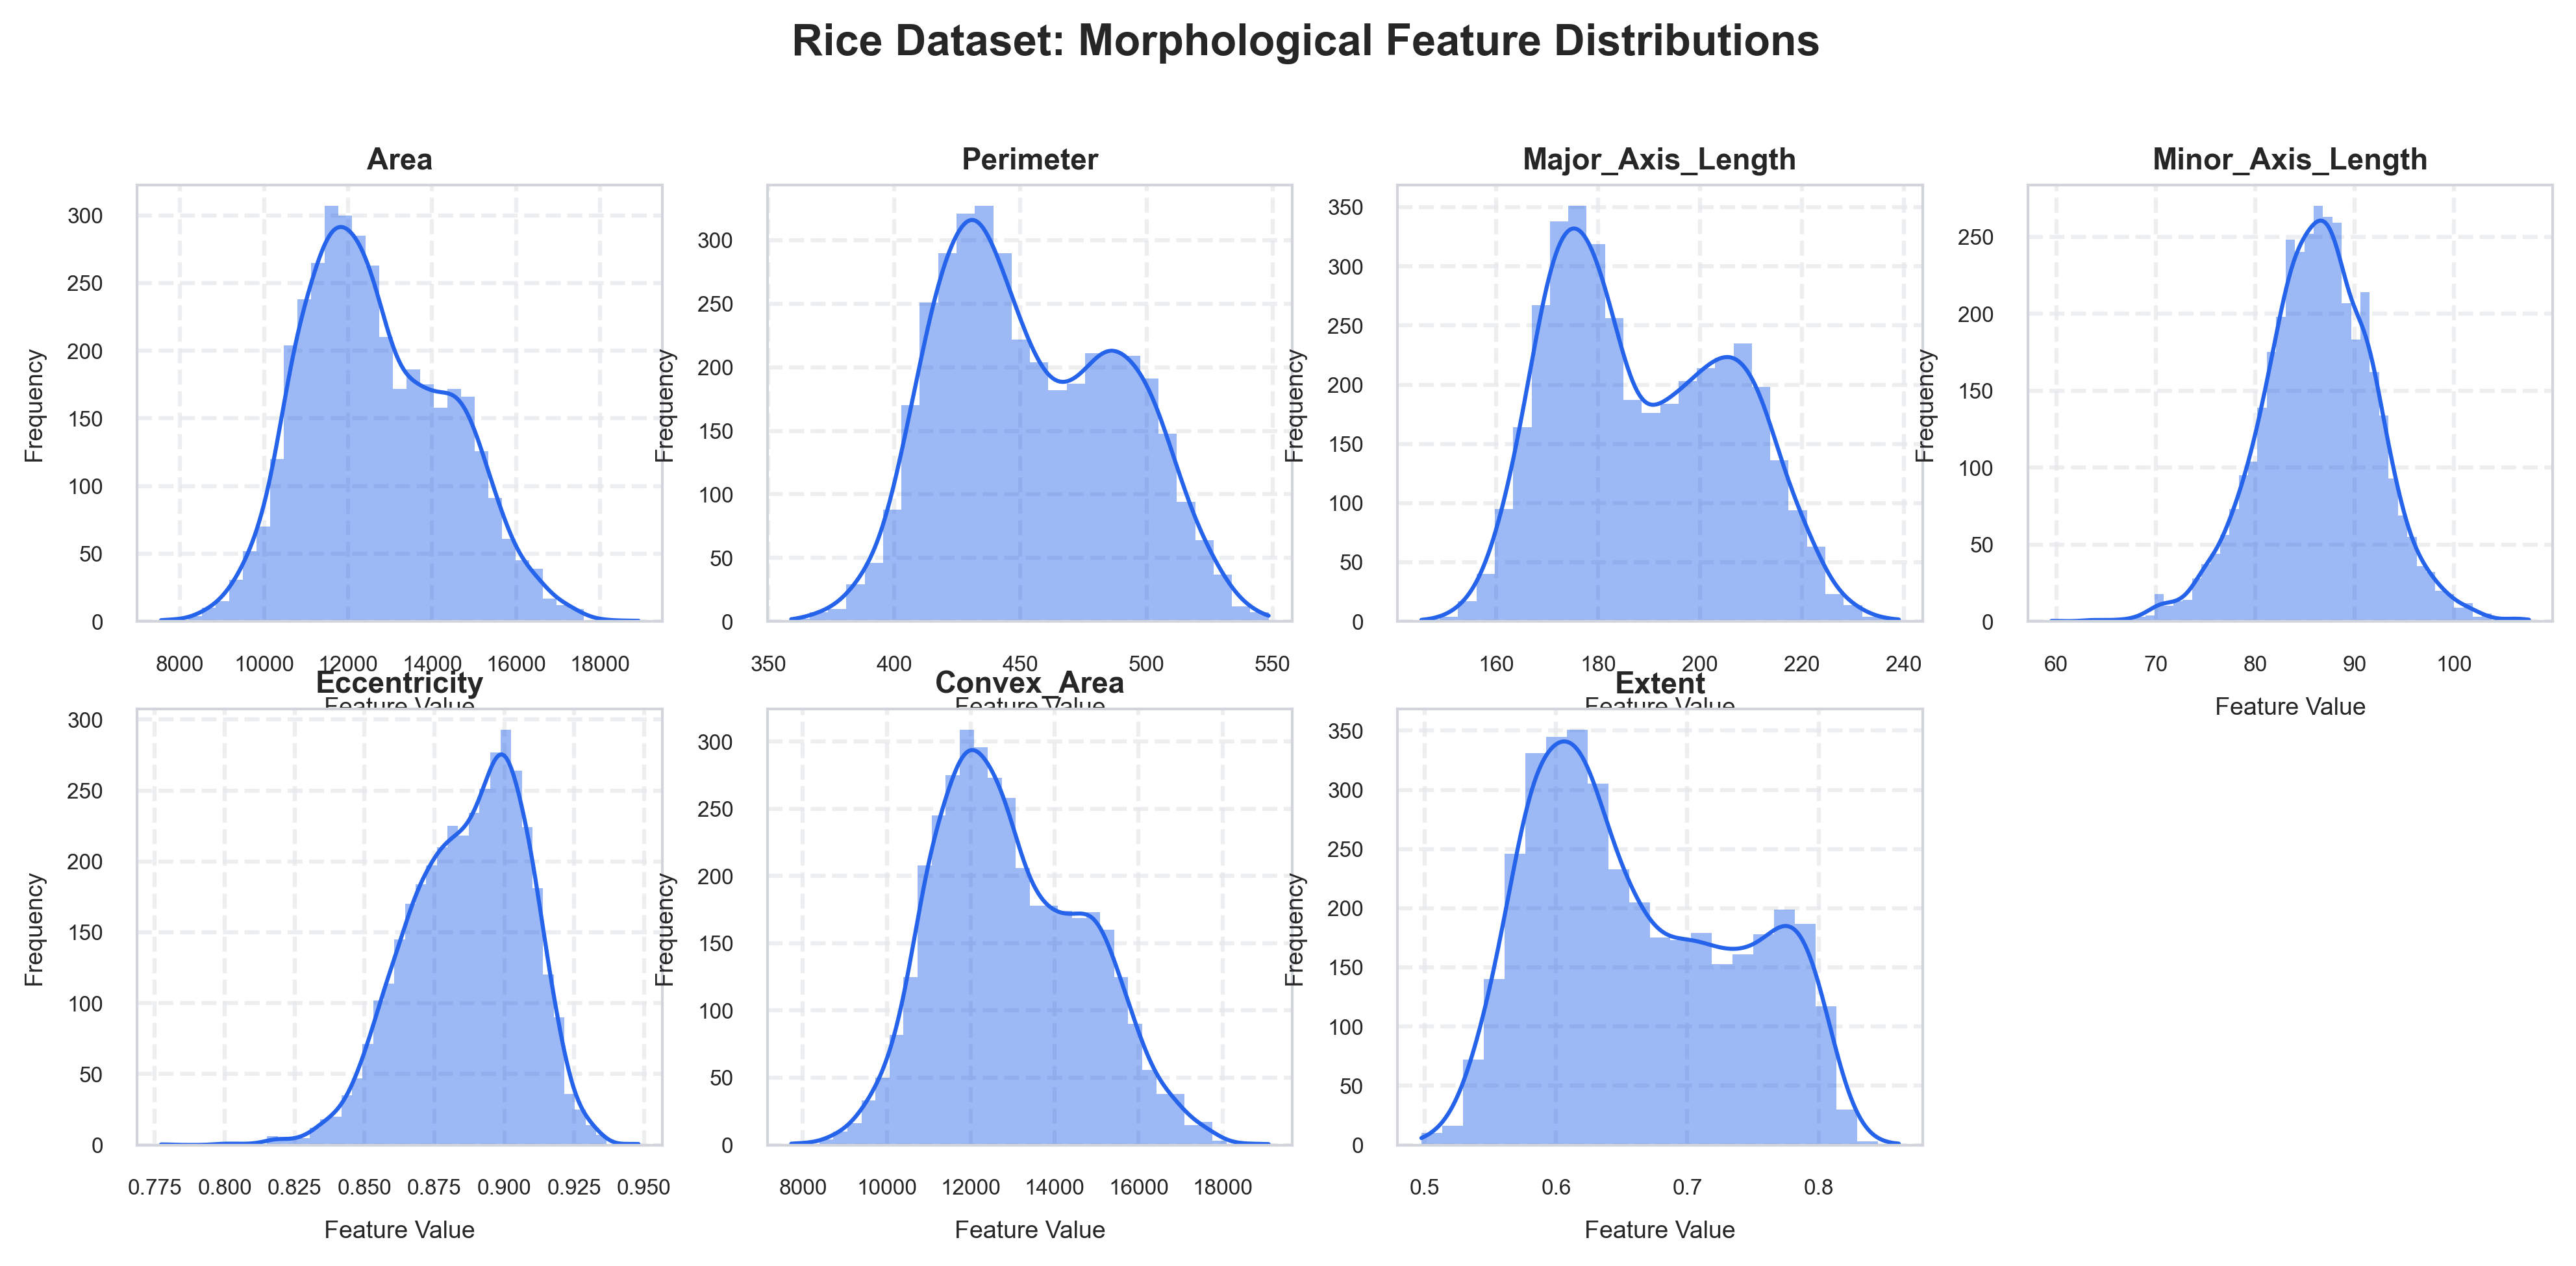 Rice Dataset: Morphological Feature Distributions
Area
Frequency
300
250
200
150
100
50
0
8000 10000 12000 14000 16000 18000
Feature Value
Perimeter
Frequency
300
250
200
150
100
50
0
350 400 450 500 550
Feature Value
Major_Axis_Length
Frequency
350
300
250
200
150
100
50
0
160 180 200 220 240
Feature Value
Minor_Axis_Length
Frequency
250
200
150
100
50
0
60 70 80 90 100
Feature Value
Eccentricity
Frequency
300
250
200
150
100
50
0
0.775 0.800 0.825 0.850 0.875 0.900 0.925 0.950
Feature Value
Convex_Area
Frequency
300
250
200
150
100
50
0
8000 10000 12000 14000 16000 18000
Feature Value
Extent
Frequency
350
300
250
200
150
100
50
0
0.5 0.6 0.7 0.8
Feature Value